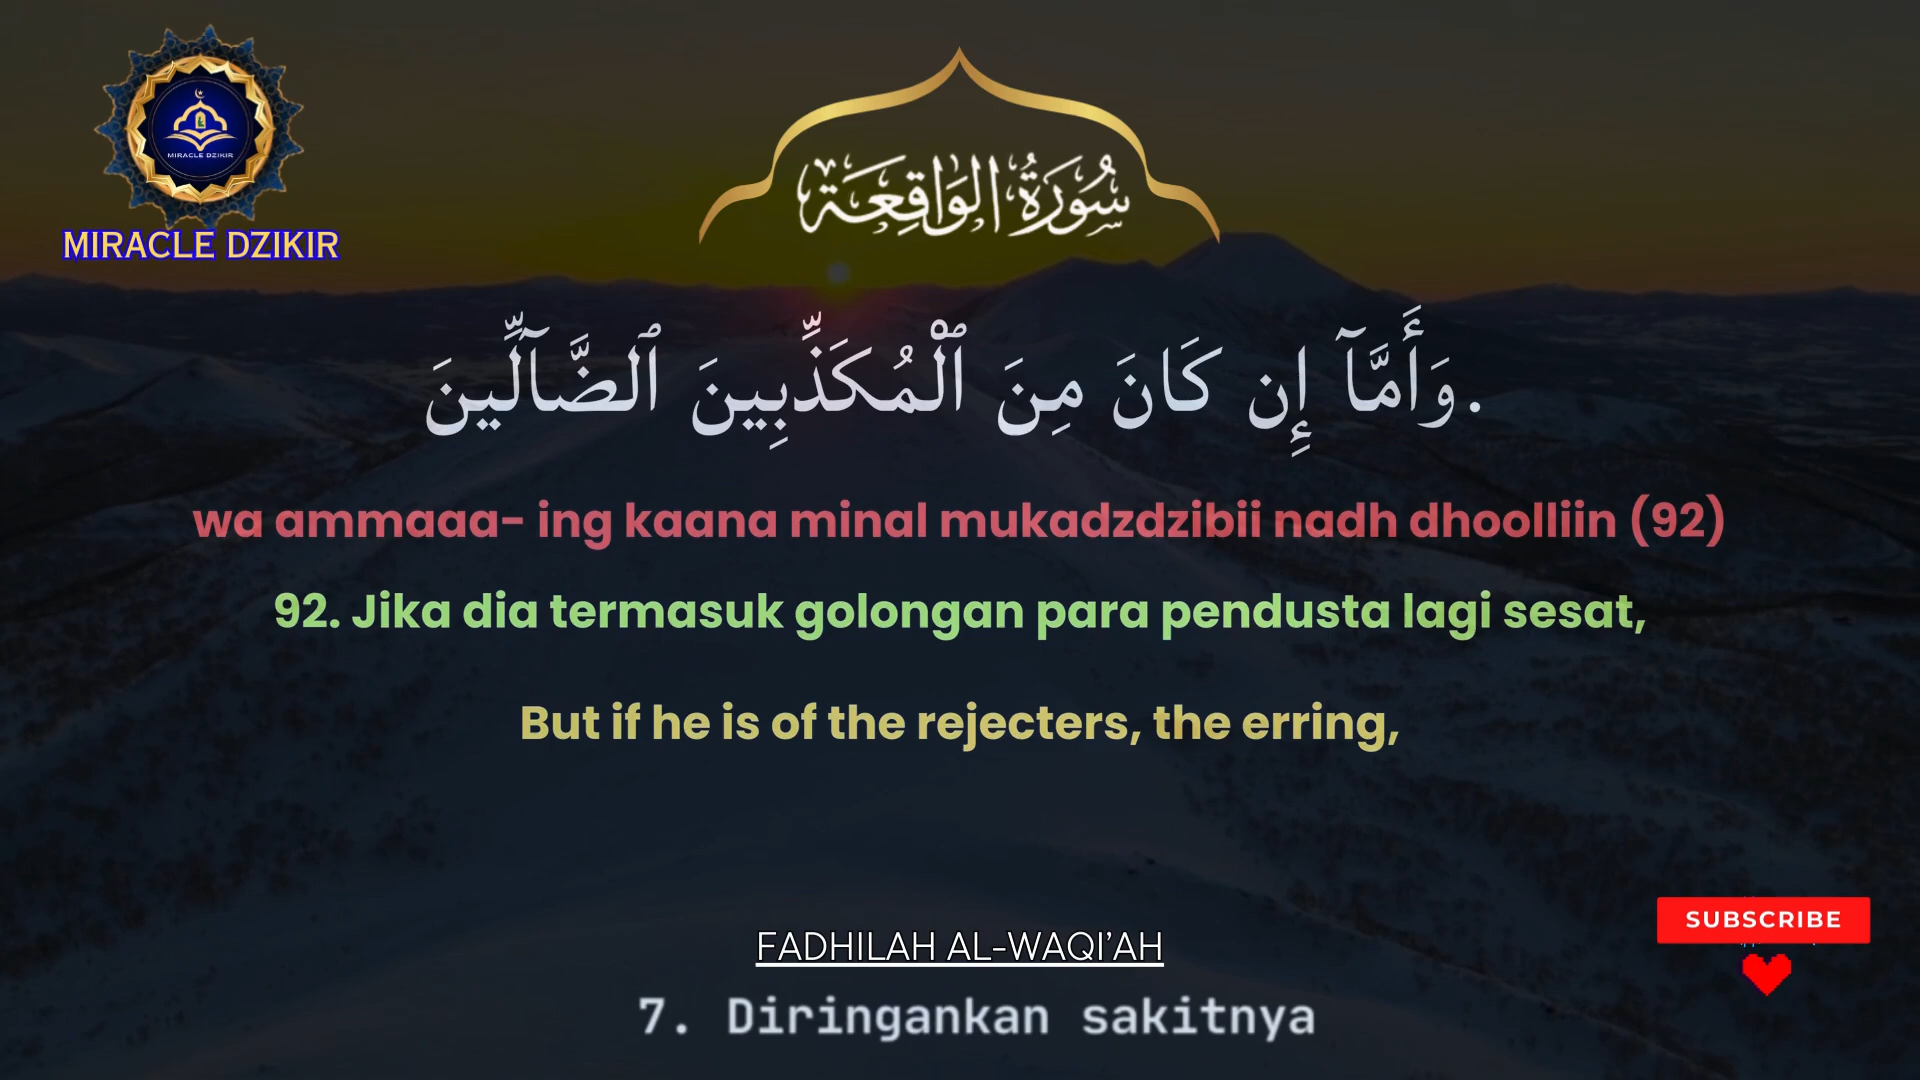 MIRACLE DZIKIR
MIRACLE DZIKIR
سُورَةُ الوَاقِعَة
وَأَمَّآ إِن كَانَ مِنَ ٱلْمُكَذِّبِينَ ٱلضَّآلِّينَ.
wa ammaaa- ing kaana minal mukadzdzibii nadh dhoolliin (92)
92. Jika dia termasuk golongan para pendusta lagi sesat,
But if he is of the rejecters, the erring,
SUBSCRIBE
FADHILAH AL-WAQI'AH
7. Diringankan sakitnya